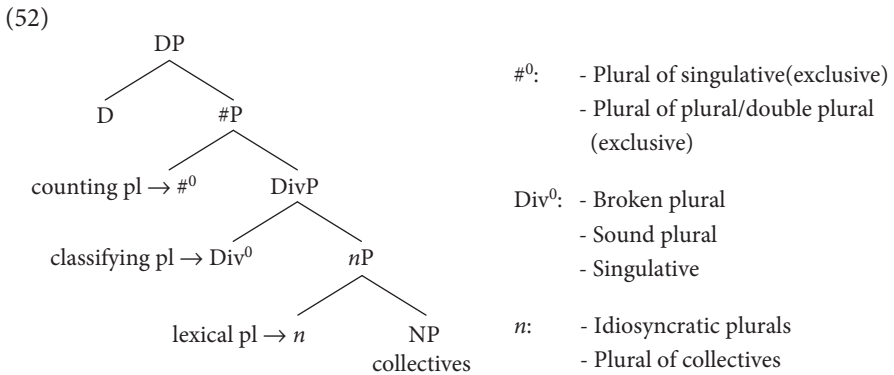 (52)
DP
D #P
counting pl → #⁰ DivP
classifying pl → Div⁰ nP
lexical pl → n NP
collectives
#⁰: - Plural of singulative(exclusive)
- Plural of plural/double plural
(exclusive)
Div⁰: - Broken plural
- Sound plural
- Singulative
n: - Idiosyncratic plurals
- Plural of collectives